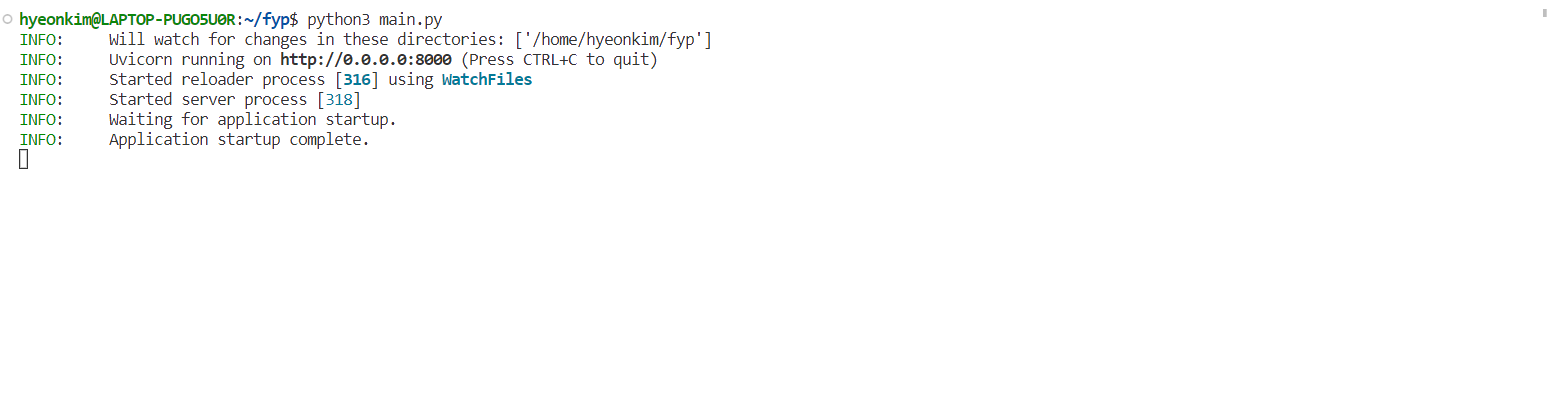 hyeonkim@LAPTOP-PUGO5U0R:~/fyp$ python3 main.py
INFO:     Will watch for changes in these directories: ['/home/hyeonkim/fyp']
INFO:     Uvicorn running on http://0.0.0.0:8000 (Press CTRL+C to quit)
INFO:     Started reloader process [316] using WatchFiles
INFO:     Started server process [318]
INFO:     Waiting for application startup.
INFO:     Application startup complete.